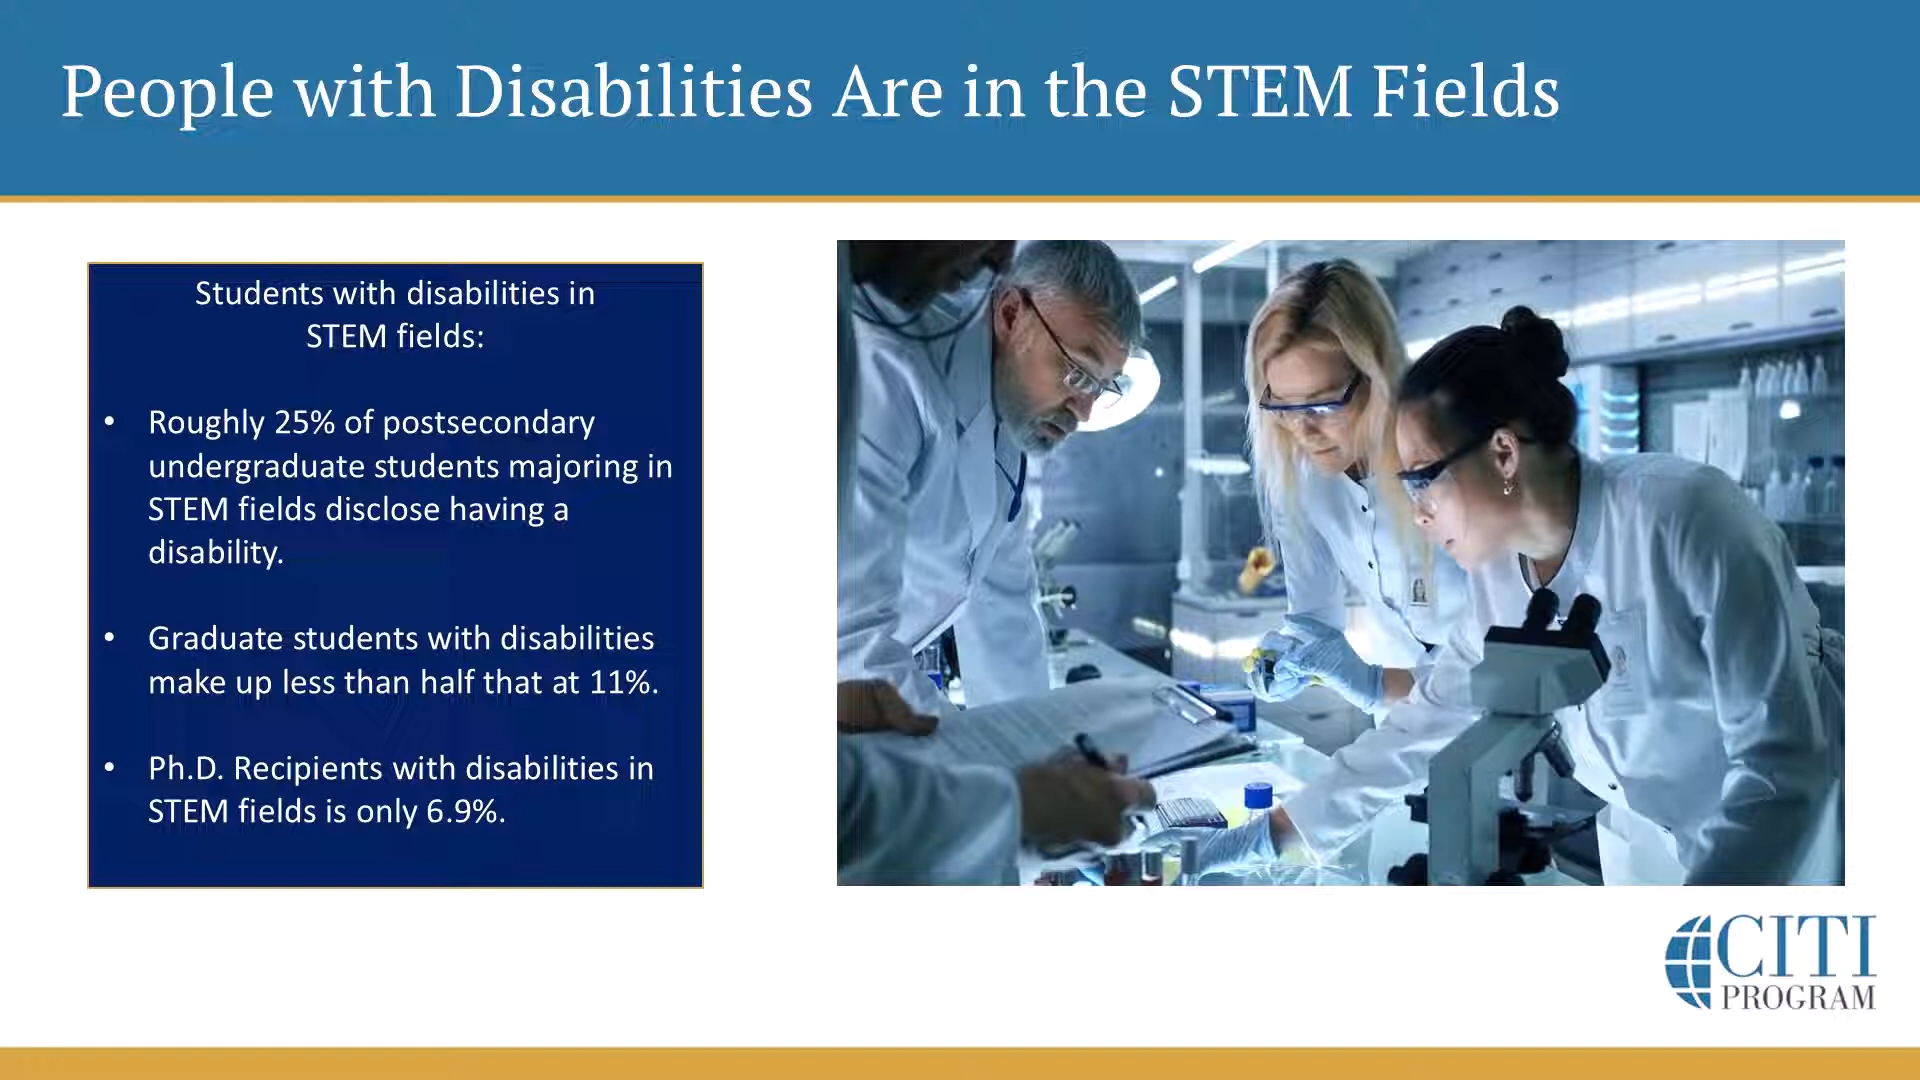 People with Disabilities Are in the STEM Fields
Students with disabilities in
STEM fields:
• Roughly 25% of postsecondary
undergraduate students majoring in
STEM fields disclose having a
disability.
• Graduate students with disabilities
make up less than half that at 11%.
• Ph.D. Recipients with disabilities in
STEM fields is only 6.9%.
CITI
PROGRAM